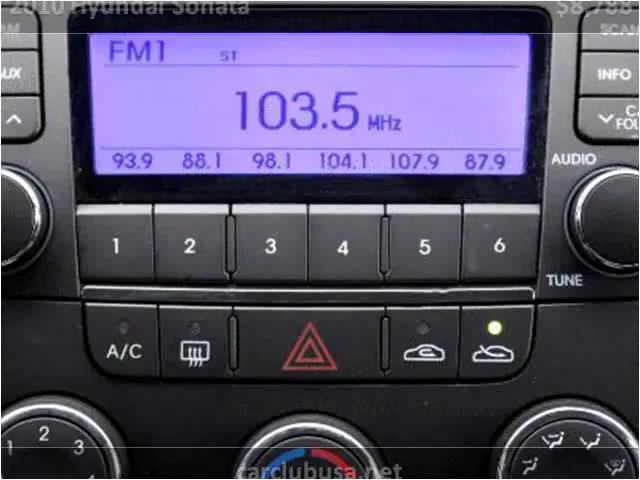 2010 Hyundai Sonata $8,788
SCAN
FM1 ST
AUX INFO
103.5 MHz
93.9 88.1 98.1 104.1 107.9 87.9
AUDIO
1 2 3 4 5 6
TUNE
A/C
1 2 3 4
carclubusa.net